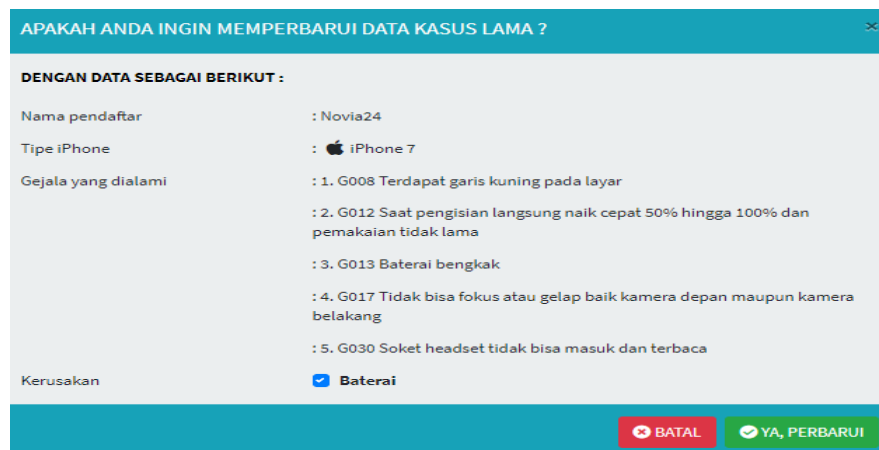 APAKAH ANDA INGIN MEMPERBARUI DATA KASUS LAMA ?
×
DENGAN DATA SEBAGAI BERIKUT :
Nama pendaftar : Novia24
Tipe iPhone : iPhone 7
Gejala yang dialami : 1. G008 Terdapat garis kuning pada layar
: 2. G012 Saat pengisian langsung naik cepat 50% hingga 100% dan
pemakaian tidak lama
: 3. G013 Baterai bengkak
: 4. G017 Tidak bisa fokus atau gelap baik kamera depan maupun kamera
belakang
: 5. G030 Soket headset tidak bisa masuk dan terbaca
Kerusakan Baterai
BATAL YA, PERBARUI